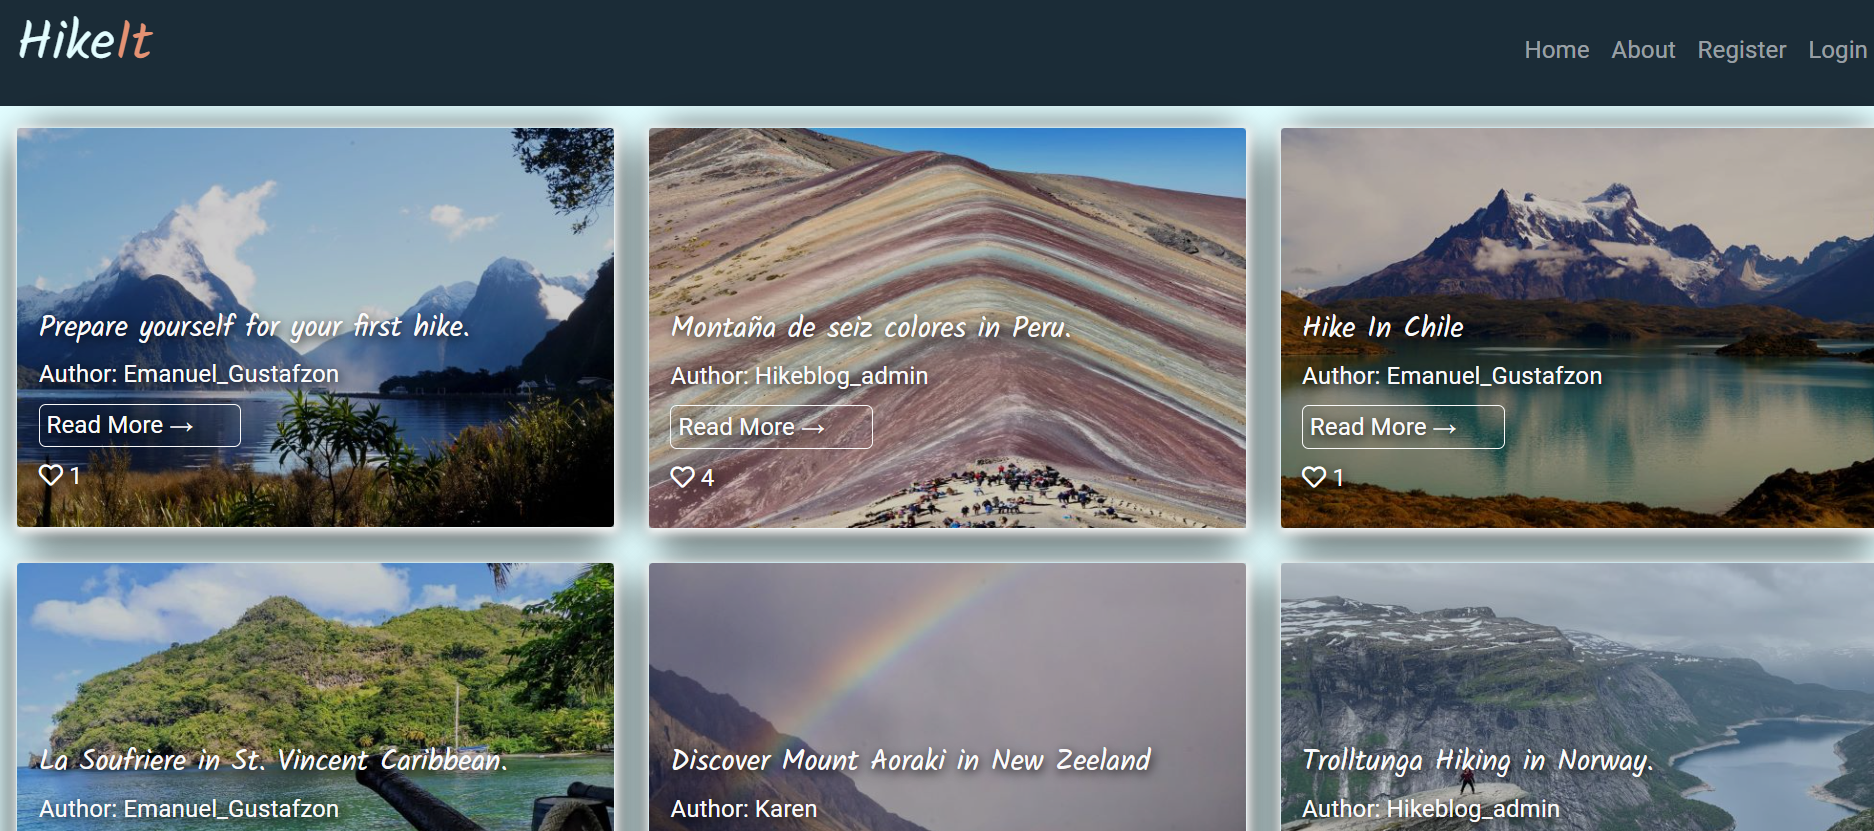 HikeIt
Home About Register Login
Prepare yourself for your first hike.
Author: Emanuel_Gustafzon
Read More →
1
Montaña de seiz colores in Peru.
Author: Hikeblog_admin
Read More →
4
Hike In Chile
Author: Emanuel_Gustafzon
Read More →
1
La Soufriere in St. Vincent Caribbean.
Author: Emanuel_Gustafzon
Discover Mount Aoraki in New Zeeland
Author: Karen
Trolltunga Hiking in Norway.
Author: Hikeblog_admin